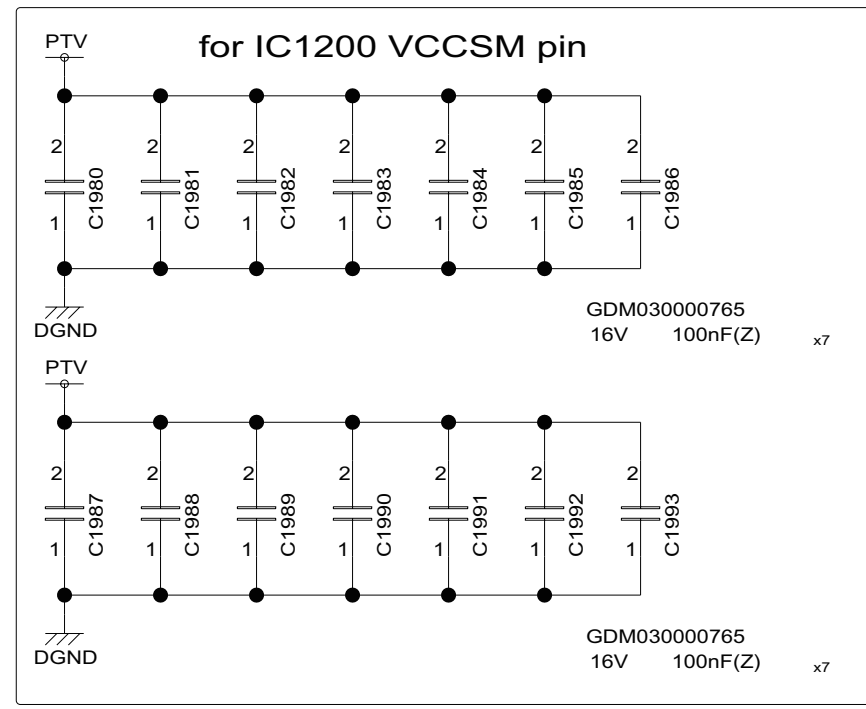 PTV
for IC1200 VCCSM pin
2 2 2 2 2 2 2
C1980 C1981 C1982 C1983 C1984 C1985 C1986
1 1 1 1 1 1 1
DGND
GDM030000765
16V 100nF(Z) x7
PTV
2 2 2 2 2 2 2
C1987 C1988 C1989 C1990 C1991 C1992 C1993
1 1 1 1 1 1 1
DGND
GDM030000765
16V 100nF(Z) x7